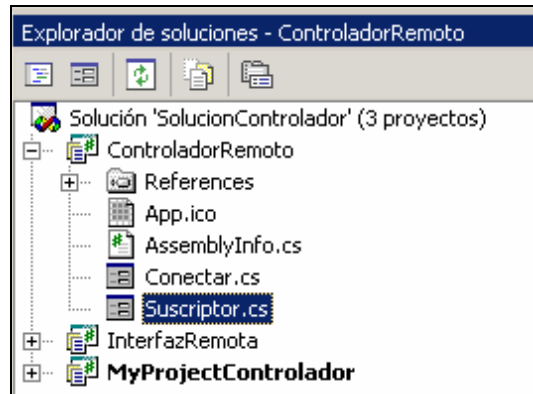 Explorador de soluciones - ControladorRemoto
Solución 'SolucionControlador' (3 proyectos)
ControladorRemoto
References
App.ico
AssemblyInfo.cs
Conectar.cs
Suscriptor.cs
InterfazRemota
MyProjectControlador